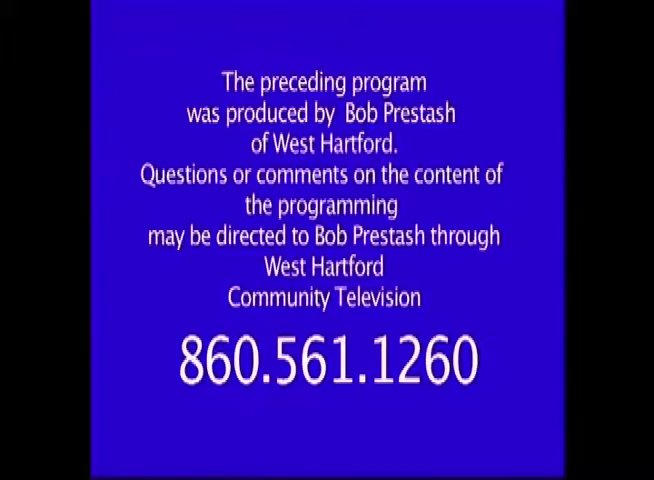 The preceding program
was produced by Bob Prestash
of West Hartford.
Questions or comments on the content of
the programming
may be directed to Bob Prestash through
West Hartford
Community Television
860.561.1260